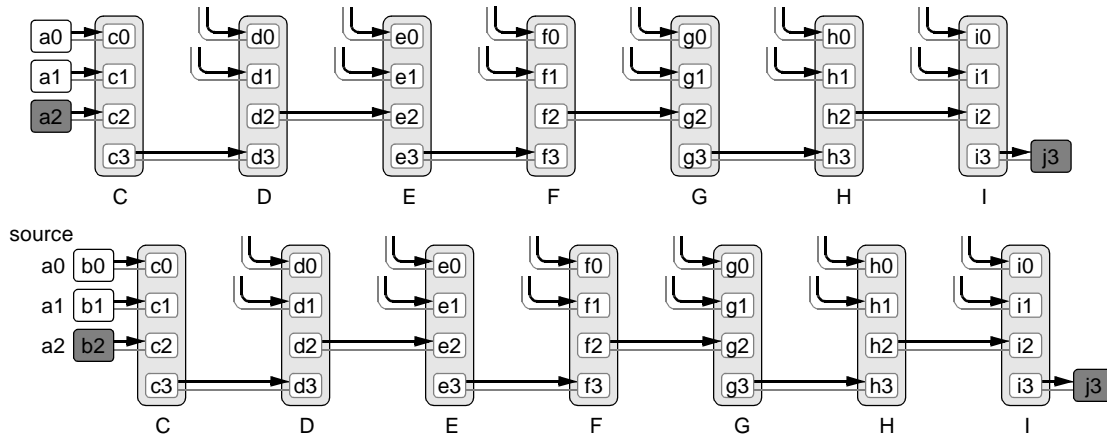 a0 c0 d0 e0 f0 g0 h0 i0
a1 c1 d1 e1 f1 g1 h1 i1
a2 c2 d2 e2 f2 g2 h2 i2
c3 d3 e3 f3 g3 h3 i3 j3
C D E F G H I
source
a0 b0 c0 d0 e0 f0 g0 h0 i0
a1 b1 c1 d1 e1 f1 g1 h1 i1
a2 b2 c2 d2 e2 f2 g2 h2 i2
c3 d3 e3 f3 g3 h3 i3 j3
C D E F G H I